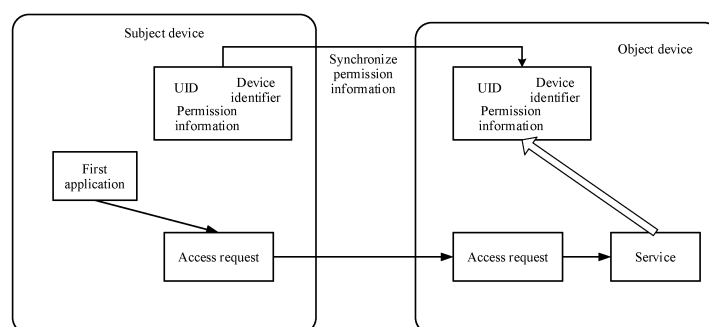 Subject device
UID
Device
identifier
Permission
information
First
application
Access request
Synchronize
permission
information
Object device
UID
Device
identifier
Permission
information
Access request
Service